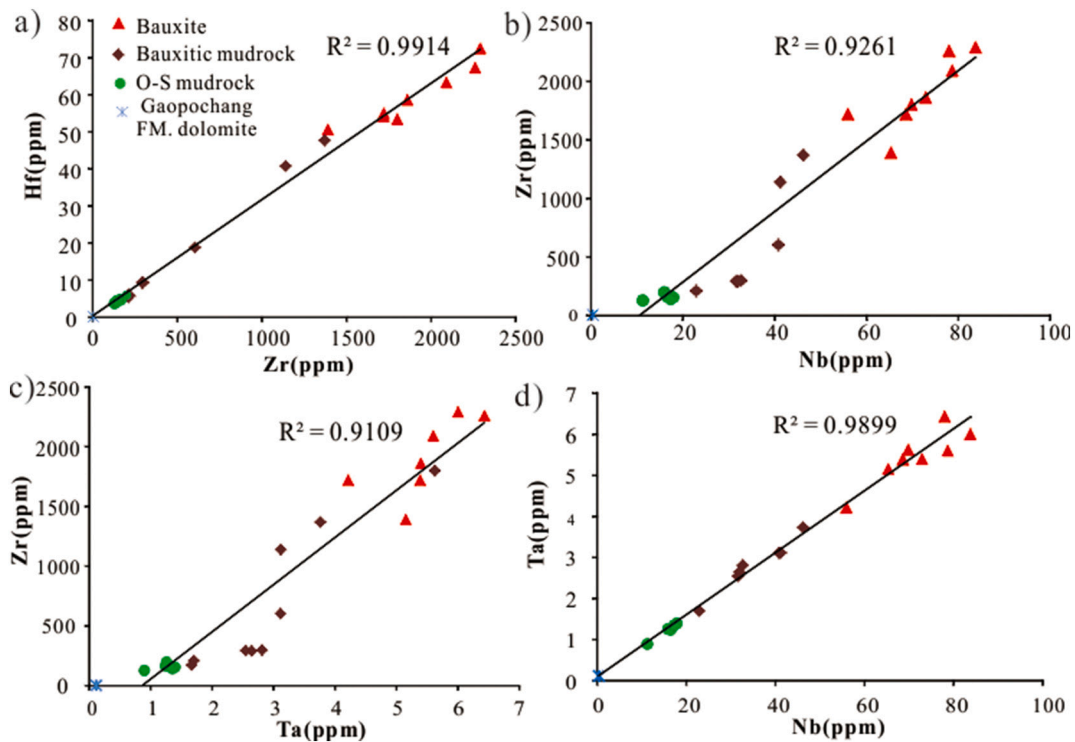 a)
80
70
60
50
40
30
20
10
0
Hf(ppm)
Bauxite
Bauxitic mudrock
O-S mudrock
Gaopochang
FM. dolomite
R² = 0.9914
0 500 1000 1500 2000 2500
Zr(ppm)
b)
2500
2000
1500
1000
500
0
Zr(ppm)
R² = 0.9261
0 20 40 60 80 100
Nb(ppm)
c)
2500
2000
1500
1000
500
0
Zr(ppm)
R² = 0.9109
0 1 2 3 4 5 6 7
Ta(ppm)
d)
7
6
5
4
3
2
1
0
Ta(ppm)
R² = 0.9899
0 20 40 60 80 100
Nb(ppm)